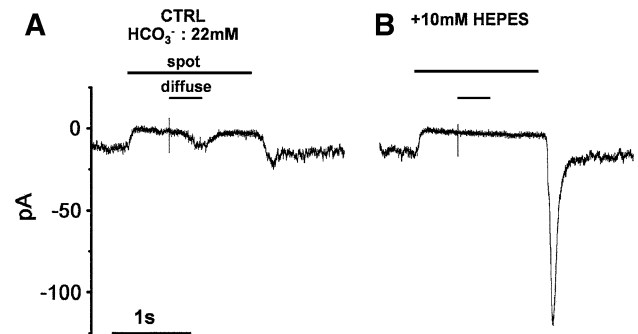 A
CTRL
HCO₃⁻ : 22mM
spot
diffuse
B
+10mM HEPES
0
-50
-100
pA
1s